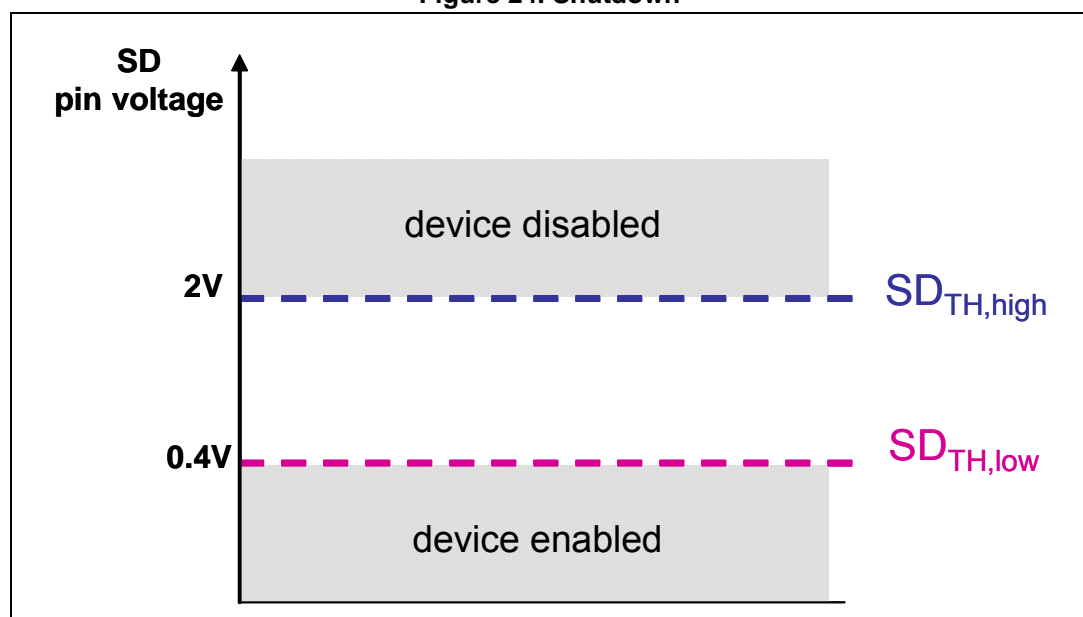 SD
pin voltage
device disabled
2V
SDTH,high
0.4V
SDTH,low
device enabled